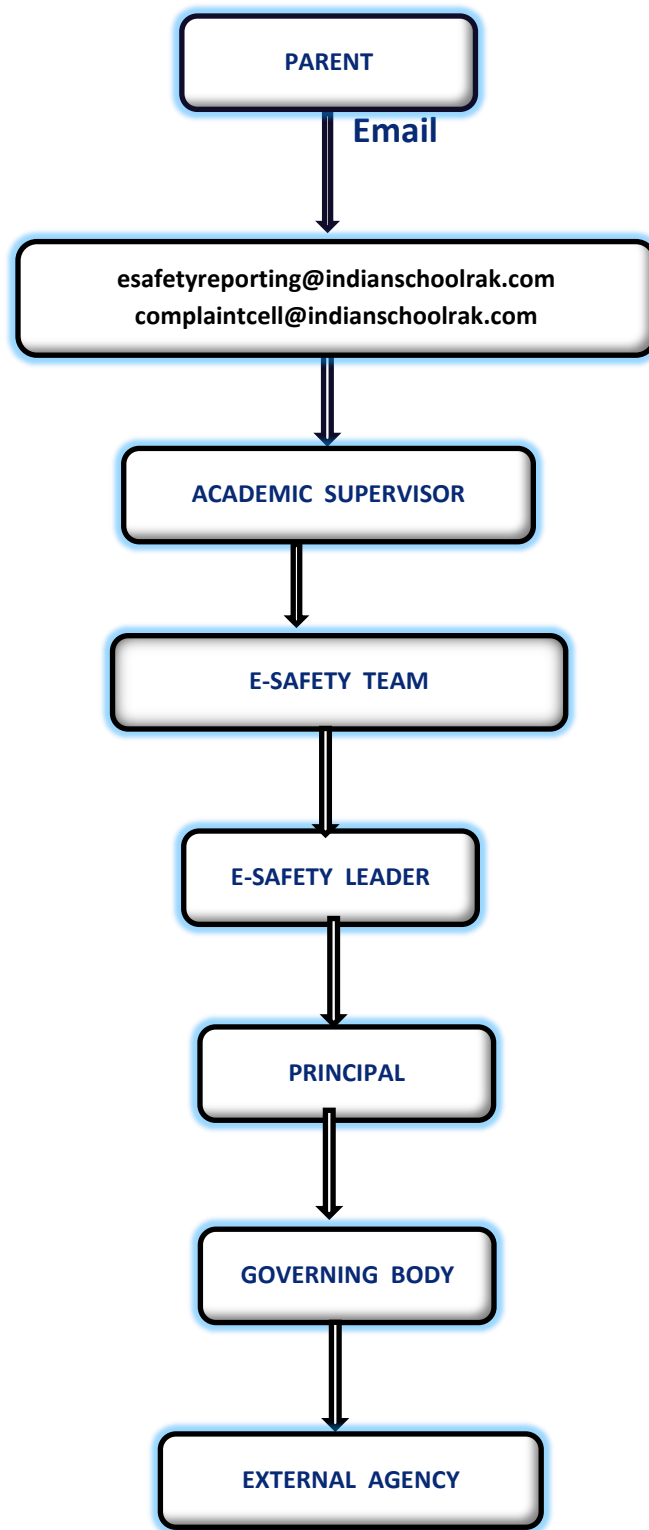 PARENT
Email
esafetyreporting@indianschoolrak.com
complaintcell@indianschoolrak.com
ACADEMIC SUPERVISOR
E-SAFETY TEAM
E-SAFETY LEADER
PRINCIPAL
GOVERNING BODY
EXTERNAL AGENCY